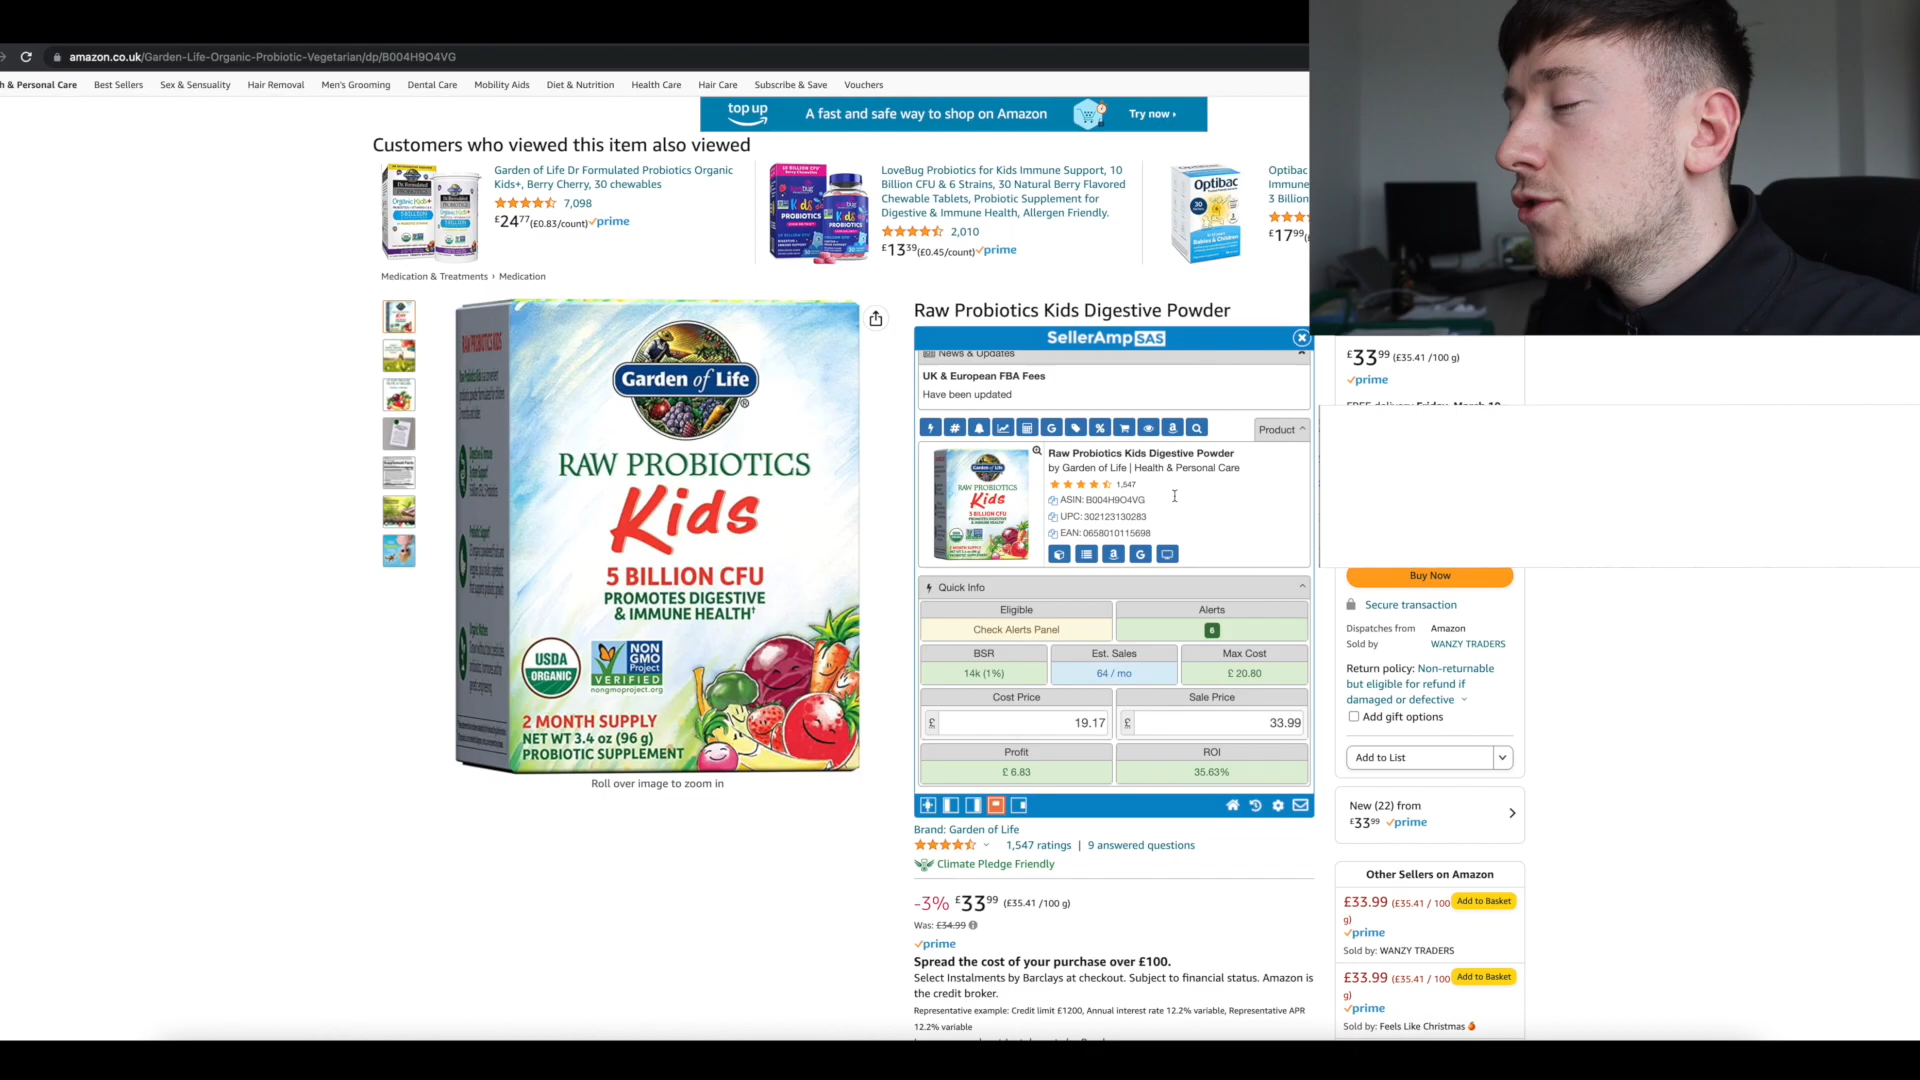 amazon.co.uk/Garden-Life-Organic-Probiotic-Vegetarian/dp/B004H9O4VG
h & Personal Care Best Sellers Sex & Sensuality Hair Removal Men's Grooming Dental Care Mobility Aids Diet & Nutrition Health Care Hair Care Subscribe & Save Vouchers
top up A fast and safe way to shop on Amazon Try now ›
Customers who viewed this item also viewed
Garden of Life Dr Formulated Probiotics Organic
Kids+, Berry Cherry, 30 chewables
7,098
£24.77 (£0.83/count) prime
LoveBug Probiotics for Kids Immune Support, 10
Billion CFU & 6 Strains, 30 Natural Berry Flavored
Chewable Tablets, Probiotic Supplement for
Digestive & Immune Health, Allergen Friendly.
2,010
£13.39 (£0.45/count) prime
Optibac
30
Babies & Children
Optibac
Immune
3 Billion
£17.99
Medication & Treatments › Medication
RAW PROBIOTICS KIDS
Garden of Life
RAW PROBIOTICS
Kids
5 BILLION CFU
PROMOTES DIGESTIVE
& IMMUNE HEALTH†
USDA
ORGANIC
NON
GMO
Project
VERIFIED
nongmoproject.org
2 MONTH SUPPLY
NET WT 3.4 oz (96 g)
PROBIOTIC SUPPLEMENT
Roll over image to zoom in
Raw Probiotics Kids Digestive Powder
SellerAmp SAS
News & Updates
UK & European FBA Fees
Have been updated
Product
Raw Probiotics Kids Digestive Powder
by Garden of Life | Health & Personal Care
1,547
ASIN: B004H9O4VG
UPC: 302123130283
EAN: 0658010115698
Quick Info
Eligible Alerts
Check Alerts Panel 6
BSR Est. Sales Max Cost
14k (1%) 64 / mo £ 20.80
Cost Price Sale Price
£ 19.17 £ 33.99
Profit ROI
£ 6.83 35.63%
Brand: Garden of Life
1,547 ratings | 9 answered questions
Climate Pledge Friendly
-3% £33.99 (£35.41 /100 g)
Was: £34.99
prime
Spread the cost of your purchase over £100.
Select Instalments by Barclays at checkout. Subject to financial status. Amazon is
the credit broker.
Representative example: Credit limit £1200, Annual interest rate 12.2% variable, Representative APR
12.2% variable
£33.99 (£35.41 /100 g)
prime
Buy Now
Secure transaction
Dispatches from Amazon
Sold by WANZY TRADERS
Return policy: Non-returnable
but eligible for refund if
damaged or defective
Add gift options
Add to List
New (22) from
£33.99 prime
Other Sellers on Amazon
£33.99 (£35.41 / 100 Add to Basket
g)
prime
Sold by: WANZY TRADERS
£33.99 (£35.41 / 100 Add to Basket
g)
prime
Sold by: Feels Like Christmas